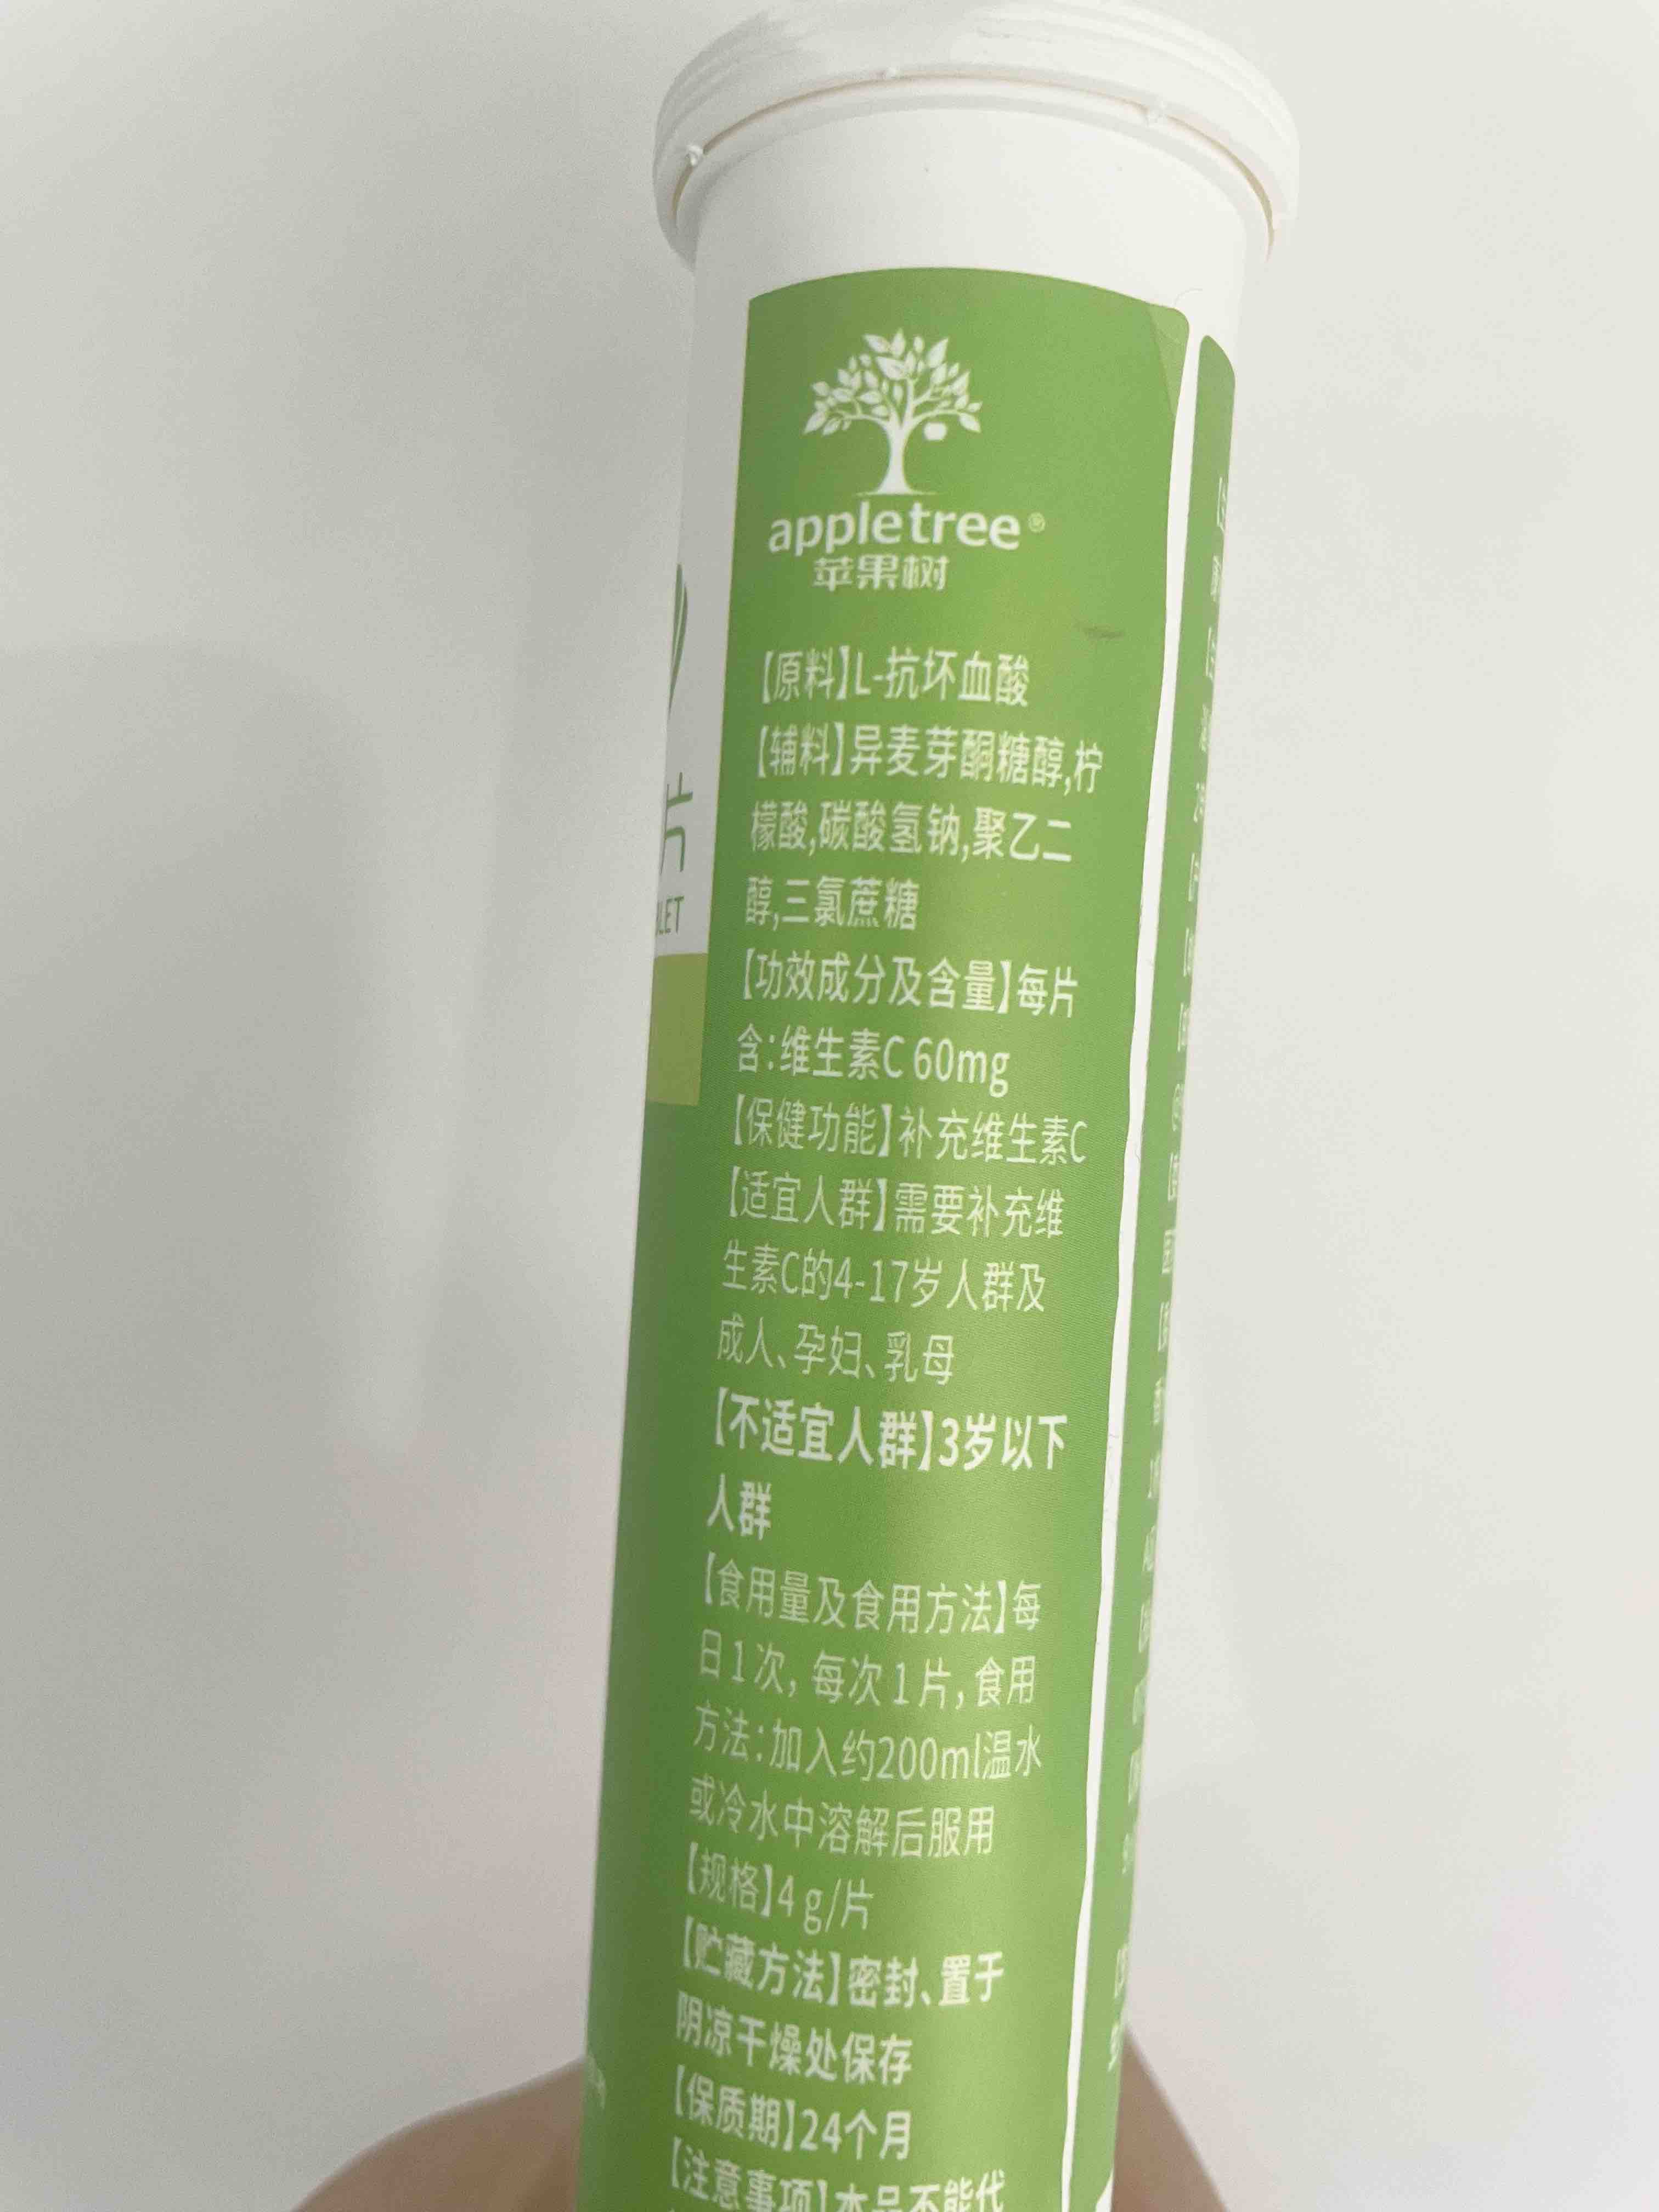 appletree®
苹果树
【原料】L-抗坏血酸
【辅料】异麦芽酮糖醇,柠
檬酸,碳酸氢钠,聚乙二
醇,三氯蔗糖
【功效成分及含量】每片
含:维生素C 60mg
【保健功能】补充维生素C
【适宜人群】需要补充维
生素C的4-17岁人群及
成人、孕妇、乳母
【不适宜人群】3岁以下
人群
【食用量及食用方法】每
日1次, 每次1片, 食用
方法:加入约200ml温水
或冷水中溶解后服用
【规格】4 g/片
【贮藏方法】密封、置于
阴凉干燥处保存
【保质期】24个月
【注意事项】本品不能代
片
LET